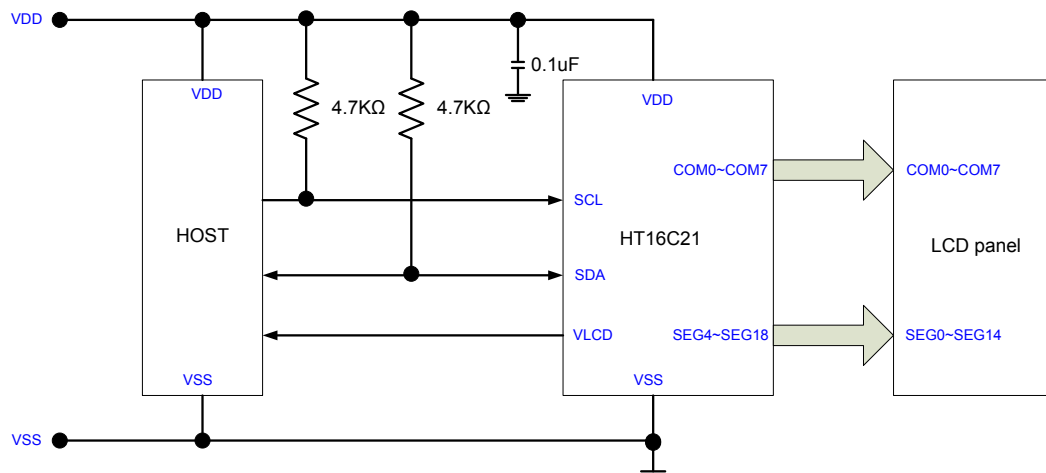 VDD
0.1uF
VDD
4.7KΩ
4.7KΩ
VDD
COM0~COM7
COM0~COM7
SCL
HOST
HT16C21
LCD panel
SDA
VLCD
SEG4~SEG18
SEG0~SEG14
VSS
VSS
VSS